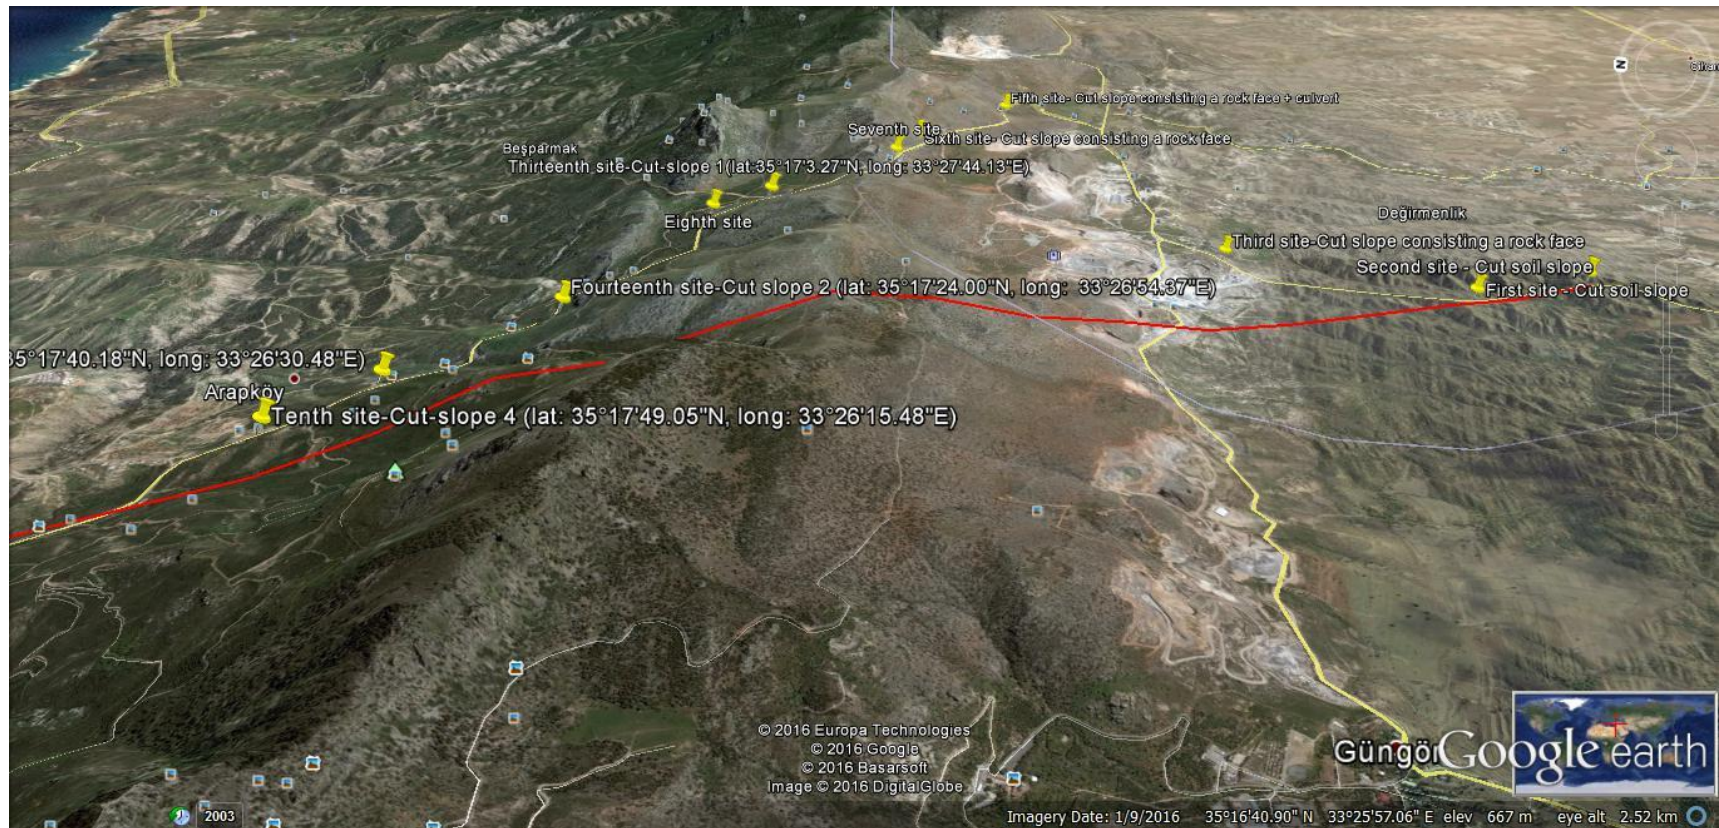 N
Fifth site- Cut slope consisting a rock face + culvert
Seventh site
Sixth site- Cut slope consisting a rock face
Beşparmak
Thirteenth site-Cut-slope 1(lat:35°17'3.27"N, long: 33°27'44.13"E)
Eighth site
Değirmenlik
Third site-Cut slope consisting a rock face
Second site - Cut soil slope
Fourteenth site-Cut slope 2 (lat: 35°17'24.00"N, long: 33°26'54.37"E)
First site - Cut soil slope
35°17'40.18"N, long: 33°26'30.48"E)
Arapköy
Tenth site-Cut-slope 4 (lat: 35°17'49.05"N, long: 33°26'15.48"E)
© 2016 Europa Technologies
© 2016 Google
© 2016 Basarsoft
Image © 2016 DigitalGlobe
Güngör
Google earth
2003
Imagery Date: 1/9/2016 35°16'40.90" N 33°25'57.06" E elev 667 m eye alt 2.52 km